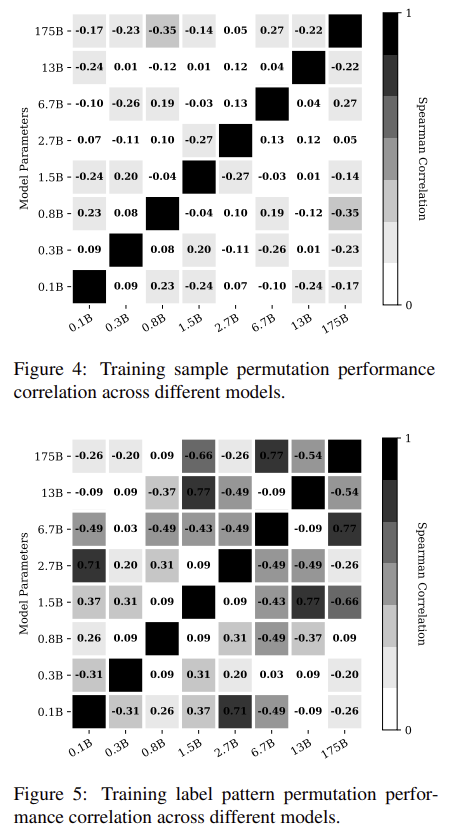 175B -0.17 -0.23 -0.35 -0.14 0.05 0.27 -0.22 1
13B -0.24 0.01 -0.12 0.01 0.12 0.04 -0.22
6.7B -0.10 -0.26 0.19 -0.03 0.13 0.04 0.27
2.7B 0.07 -0.11 0.10 -0.27 0.13 0.12 0.05
1.5B -0.24 0.20 -0.04 -0.27 -0.03 0.01 -0.14
0.8B 0.23 0.08 -0.04 0.10 0.19 -0.12 -0.35
0.3B 0.09 0.08 0.20 -0.11 -0.26 0.01 -0.23
0.1B 0.09 0.23 -0.24 0.07 -0.10 -0.24 -0.17 0
0.1B 0.3B 0.8B 1.5B 2.7B 6.7B 13B 175B
Model Parameters
Spearman Correlation
Figure 4: Training sample permutation performance
correlation across different models.
175B -0.26 -0.20 0.09 -0.66 -0.26 0.77 -0.54 1
13B -0.09 0.09 -0.37 0.77 -0.49 -0.09 -0.54
6.7B -0.49 0.03 -0.49 -0.43 -0.49 -0.09 0.77
2.7B 0.71 0.20 0.31 0.09 -0.49 -0.49 -0.26
1.5B 0.37 0.31 0.09 0.09 -0.43 0.77 -0.66
0.8B 0.26 0.09 0.09 0.31 -0.49 -0.37 0.09
0.3B -0.31 0.09 0.31 0.20 0.03 0.09 -0.20
0.1B -0.31 0.26 0.37 0.71 -0.49 -0.09 -0.26 0
0.1B 0.3B 0.8B 1.5B 2.7B 6.7B 13B 175B
Model Parameters
Spearman Correlation
Figure 5: Training label pattern permutation perfor-
mance correlation across different models.